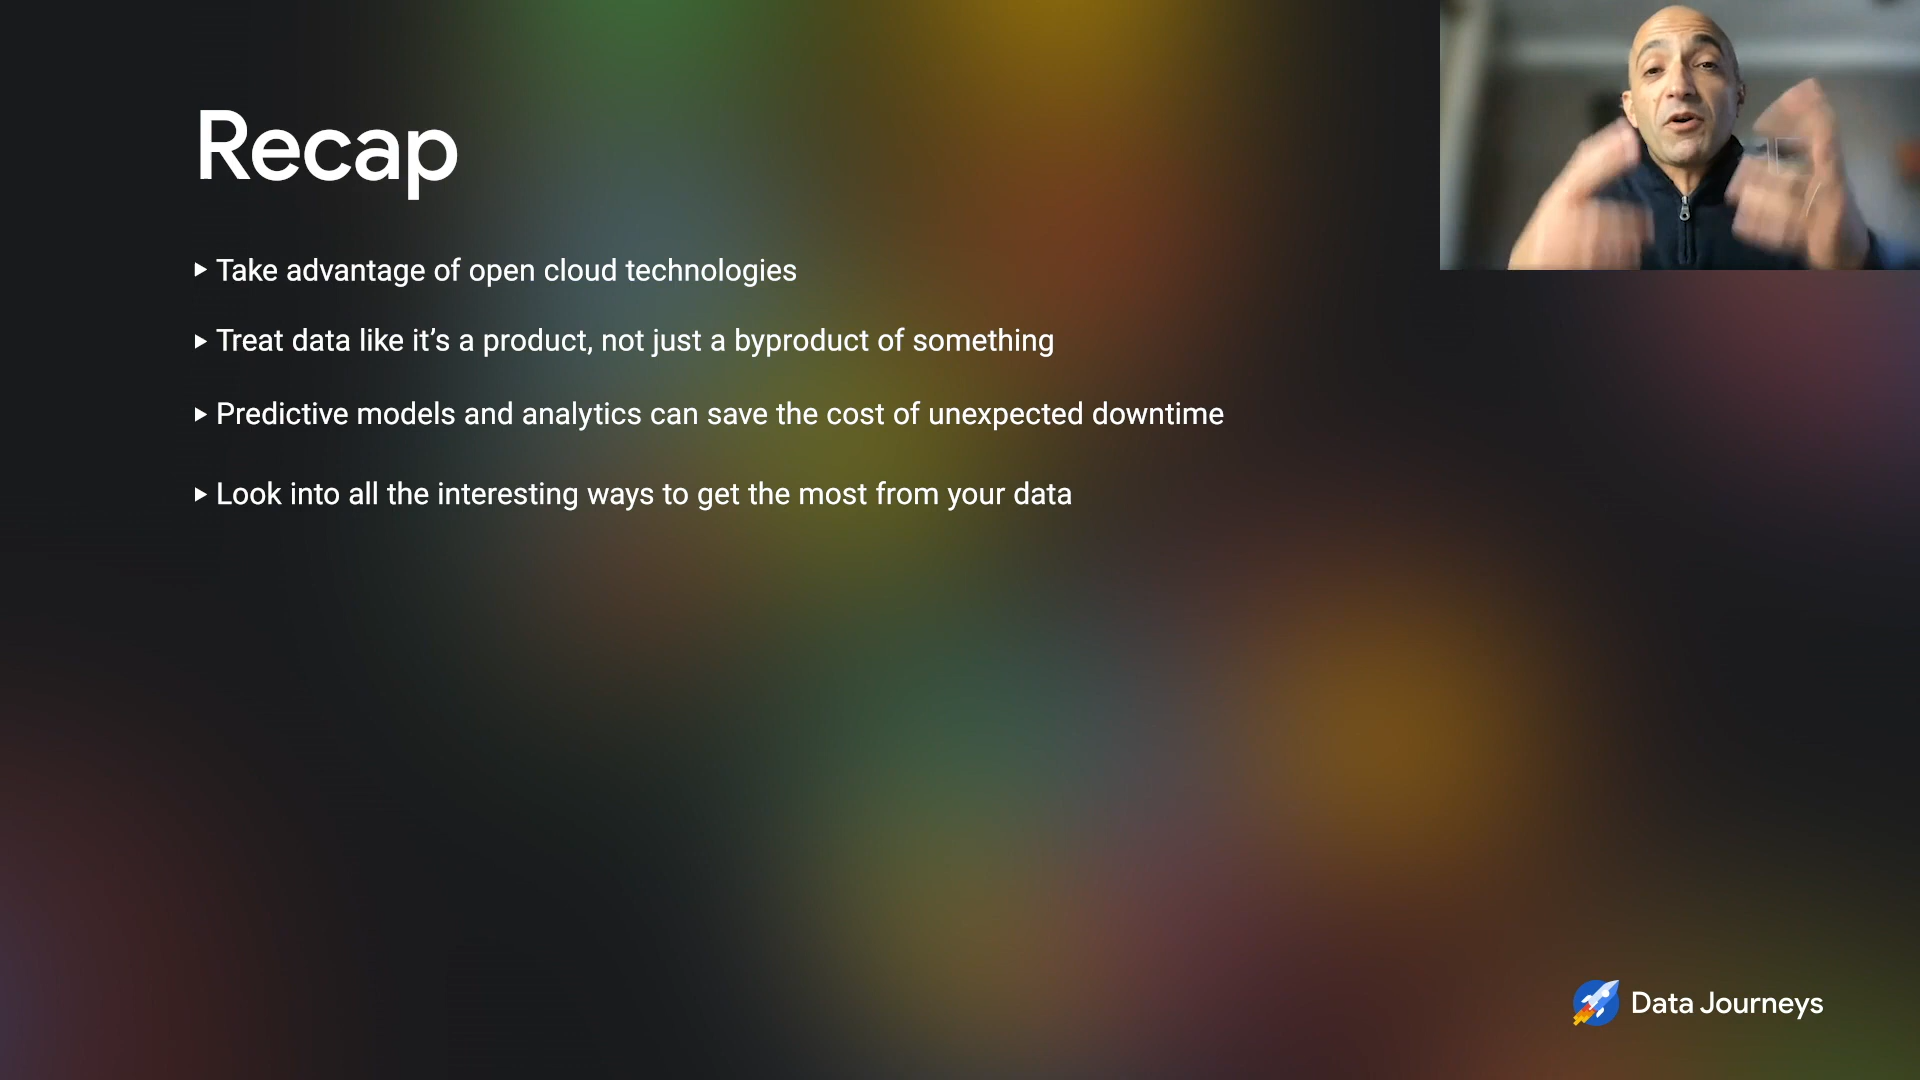 Recap
Take advantage of open cloud technologies
Treat data like it’s a product, not just a byproduct of something
Predictive models and analytics can save the cost of unexpected downtime
Look into all the interesting ways to get the most from your data
Data Journeys